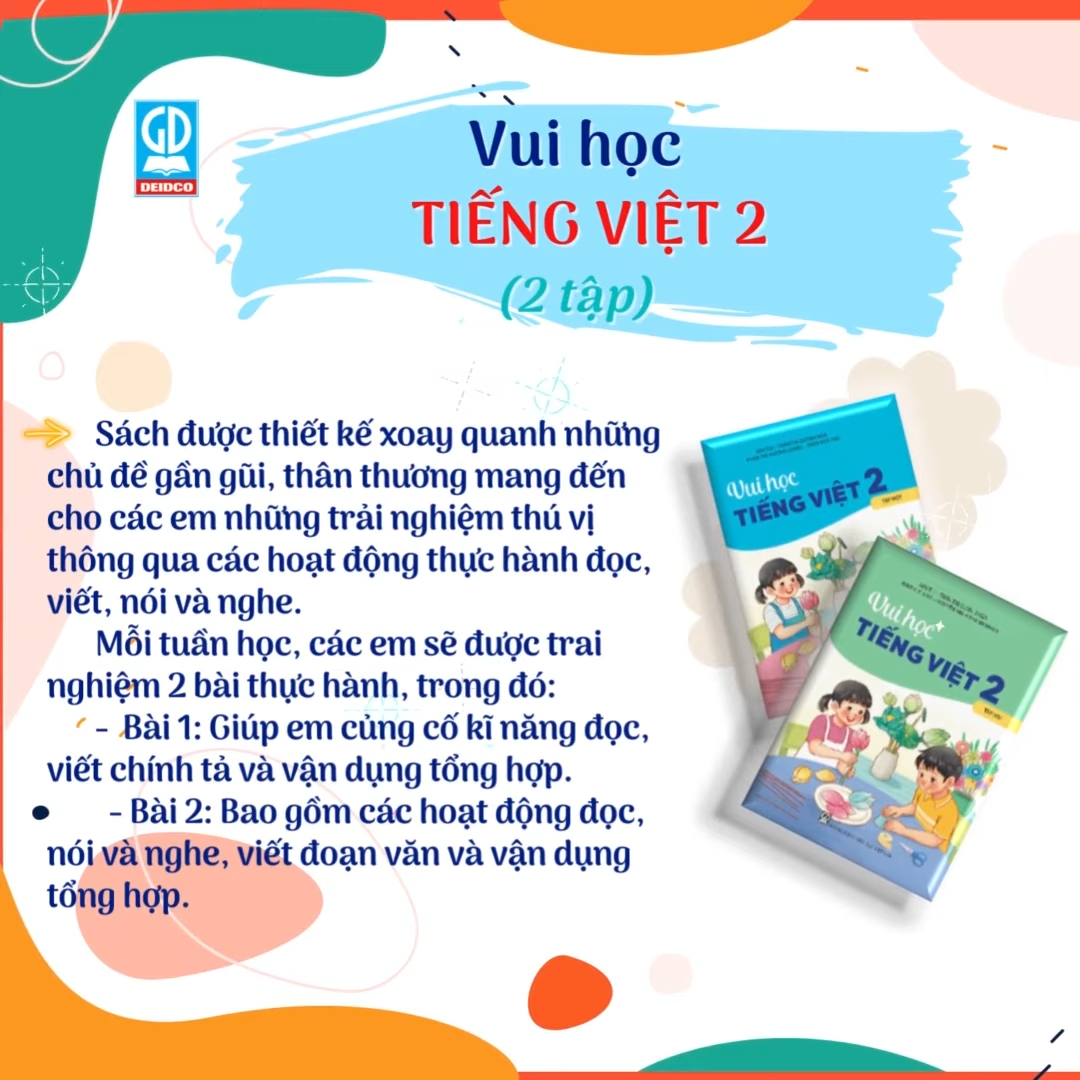 GD
DEIDCO
Vui học
TIẾNG VIỆT 2
(2 tập)
Sách được thiết kế xoay quanh những
chủ đề gần gũi, thân thương mang đến
cho các em những trải nghiệm thú vị
thông qua các hoạt động thực hành đọc,
viết, nói và nghe.
Mỗi tuần học, các em sẽ được trai
nghiệm 2 bài thực hành, trong đó:
- Bài 1: Giúp em củng cố kĩ năng đọc,
viết chính tả và vận dụng tổng hợp.
- Bài 2: Bao gồm các hoạt động đọc,
nói và nghe, viết đoạn văn và vận dụng
tổng hợp.
Vui học
TIẾNG VIỆT 2
TẬP MỘT
Vui học
TIẾNG VIỆT 2